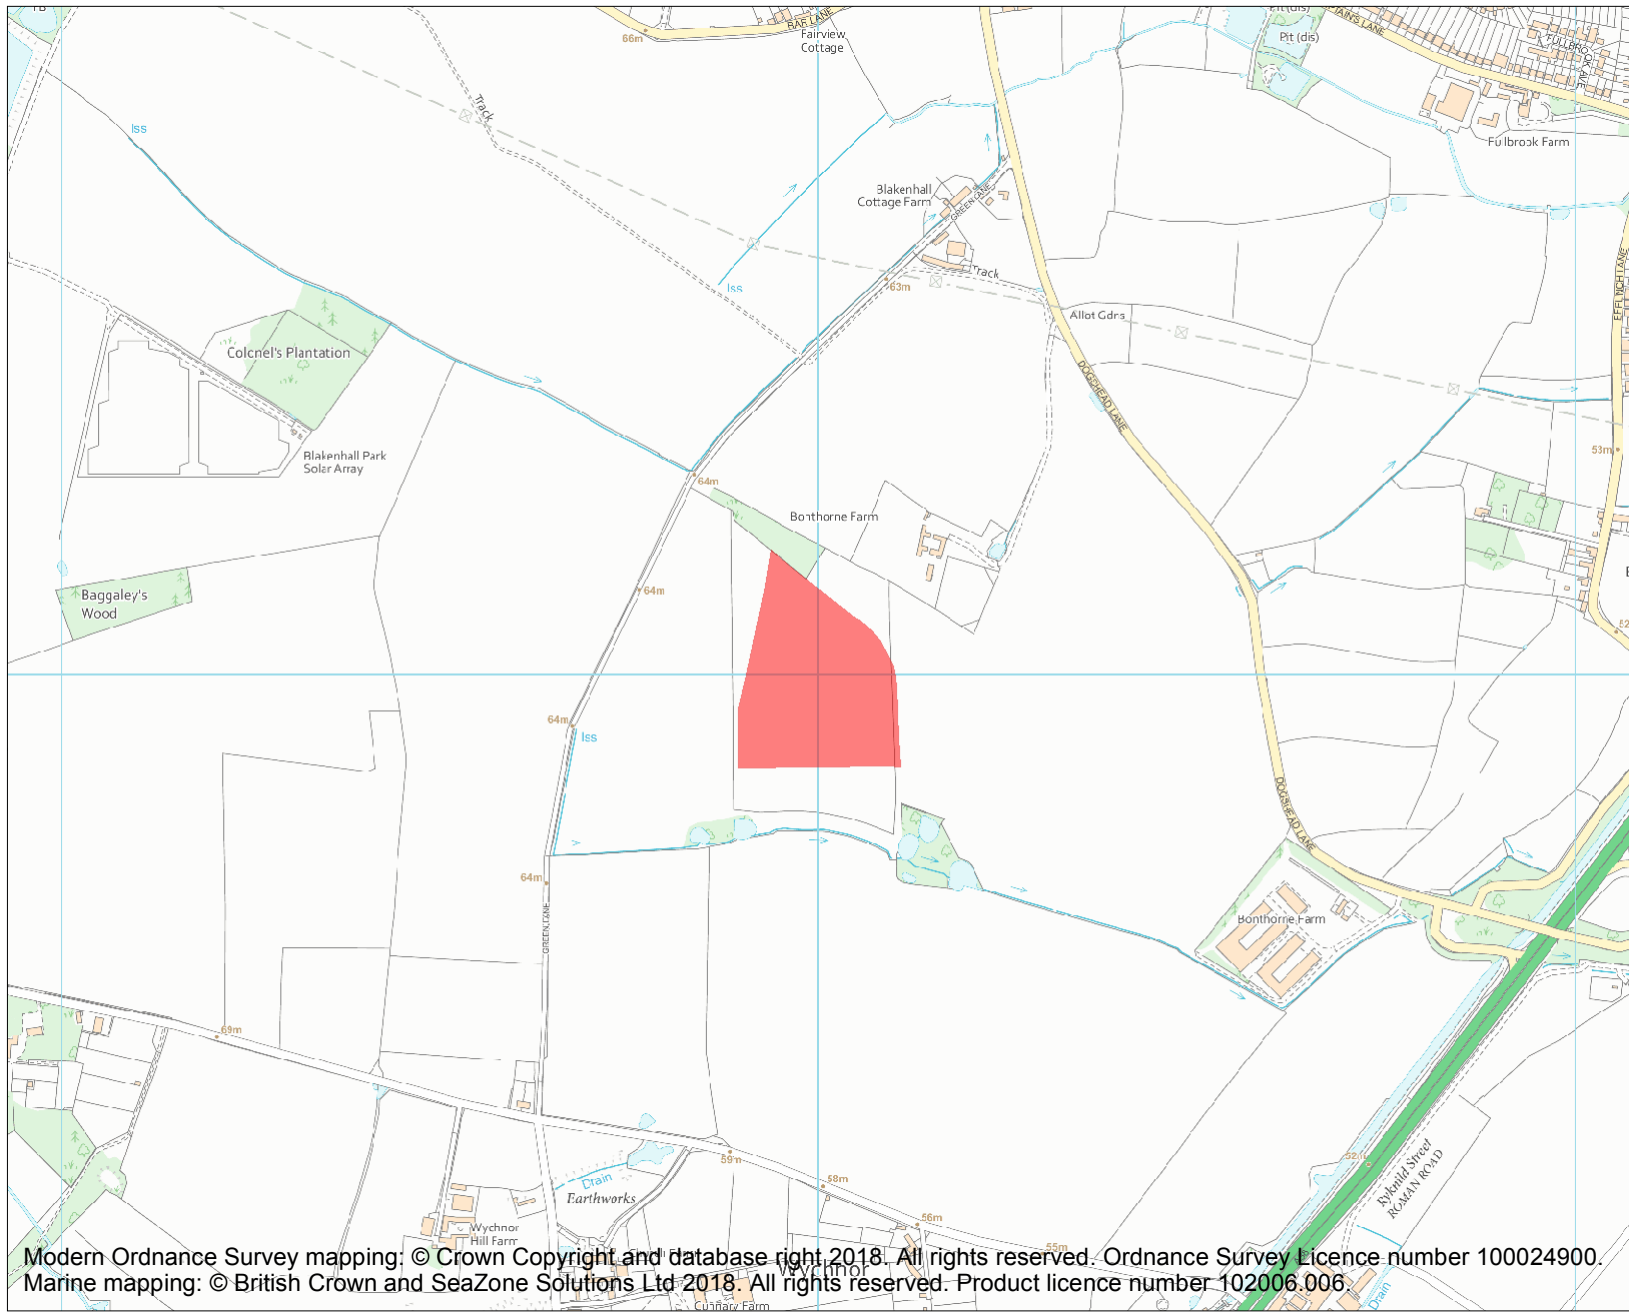 66m
BAR LANE
Fairview
Cottage
Pit (dis)
Pit (dis)
FULLBROOK AVE
Fullbrook Farm
Track
Iss
Blakenhall
Cottage Farm
GREEN LANE
Track
Iss
63m
Allot Gdns
EFFLINCH LANE
DOGSHEAD LANE
Colonel's Plantation
Blakenhall Park
Solar Array
53m
64m
Bonthorne Farm
Baggaley's
Wood
64m
64m
Iss
DOGSHEAD LANE
64m
GREEN LANE
Bonthorne Farm
69m
59m
58m
56m
55m
Drain
Earthworks
Wychnor
Hill Farm
Ryknild Street
ROMAN ROAD
Wychnor
Drain
Modern Ordnance Survey mapping: © Crown Copyright and database right 2018. All rights reserved. Ordnance Survey Licence number 100024900.
Marine mapping: © British Crown and SeaZone Solutions Ltd 2018. All rights reserved. Product licence number 102006.006.